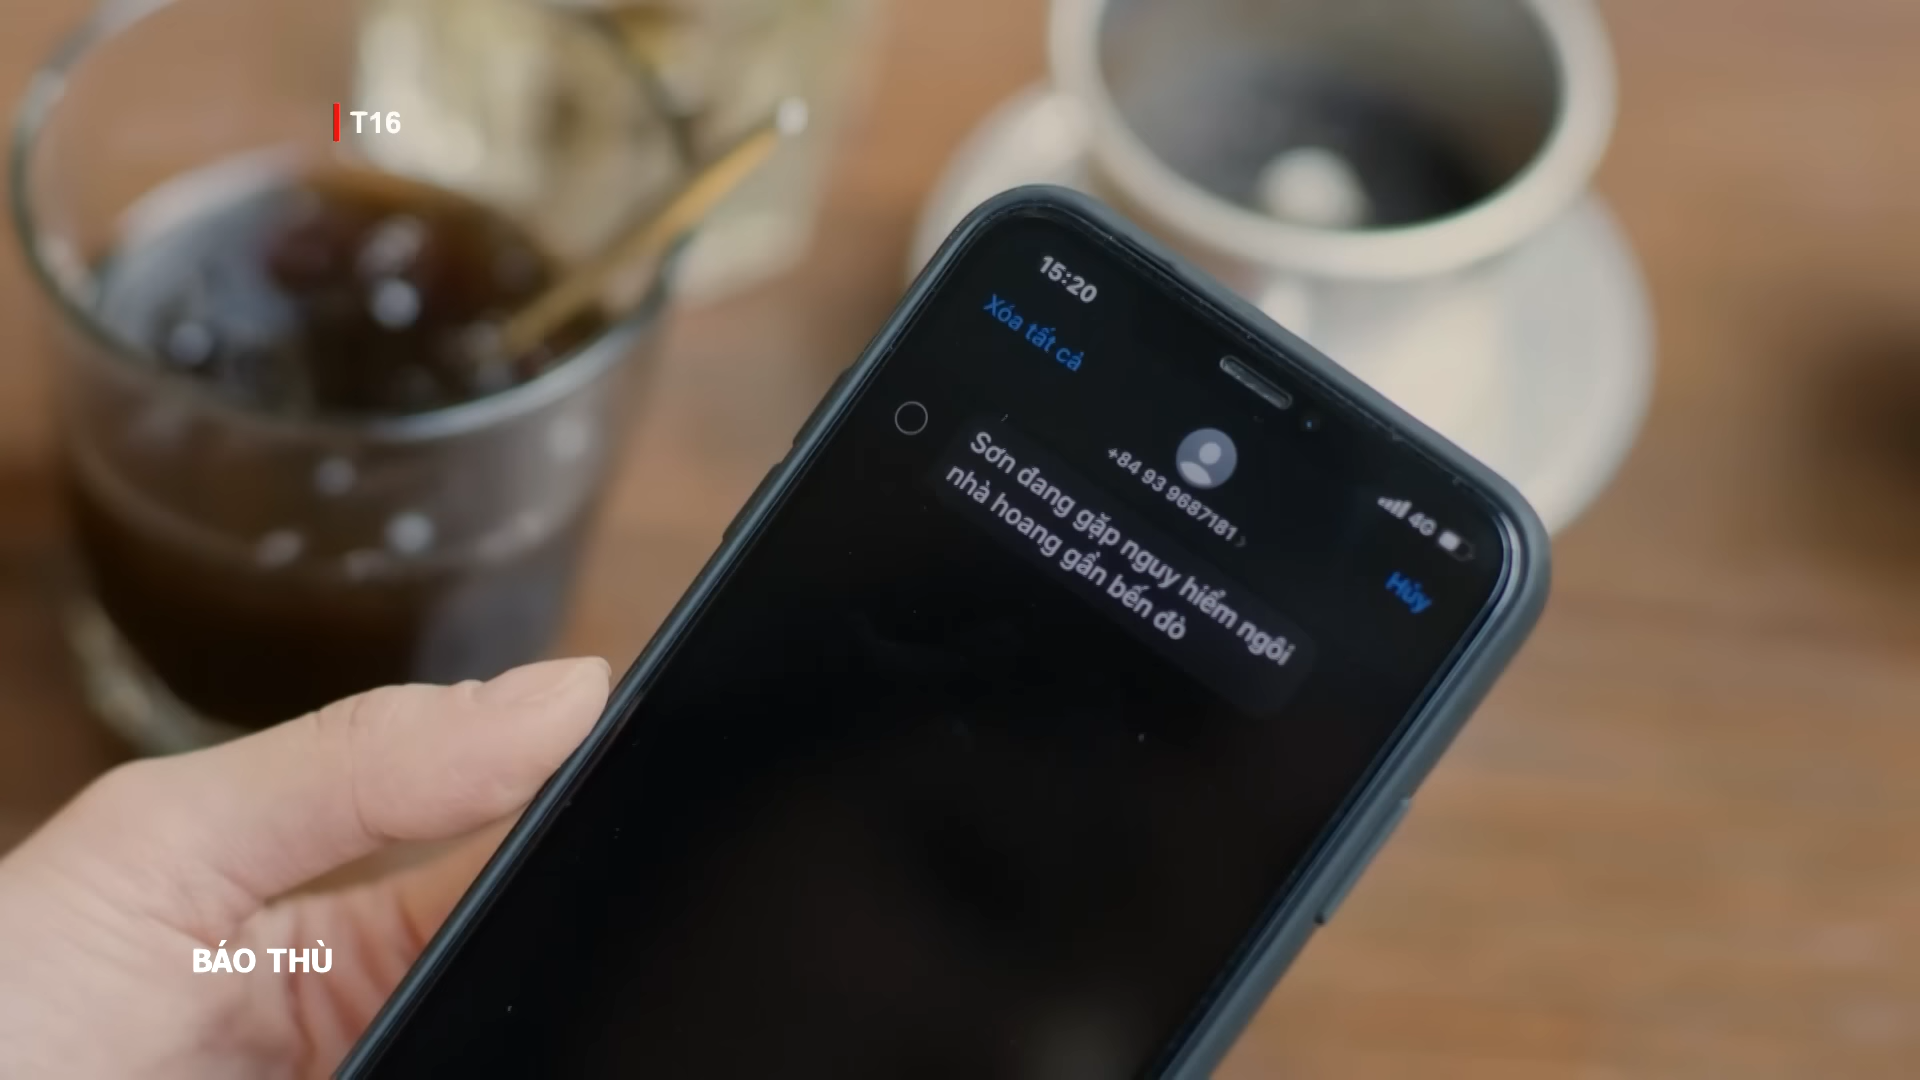 T16
15:20
4G
Xóa tất cả
Hủy
+84 93 9687181 ›
Sơn đang gặp nguy hiểm ngôi
nhà hoang gần bến đò
BÁO THÙ